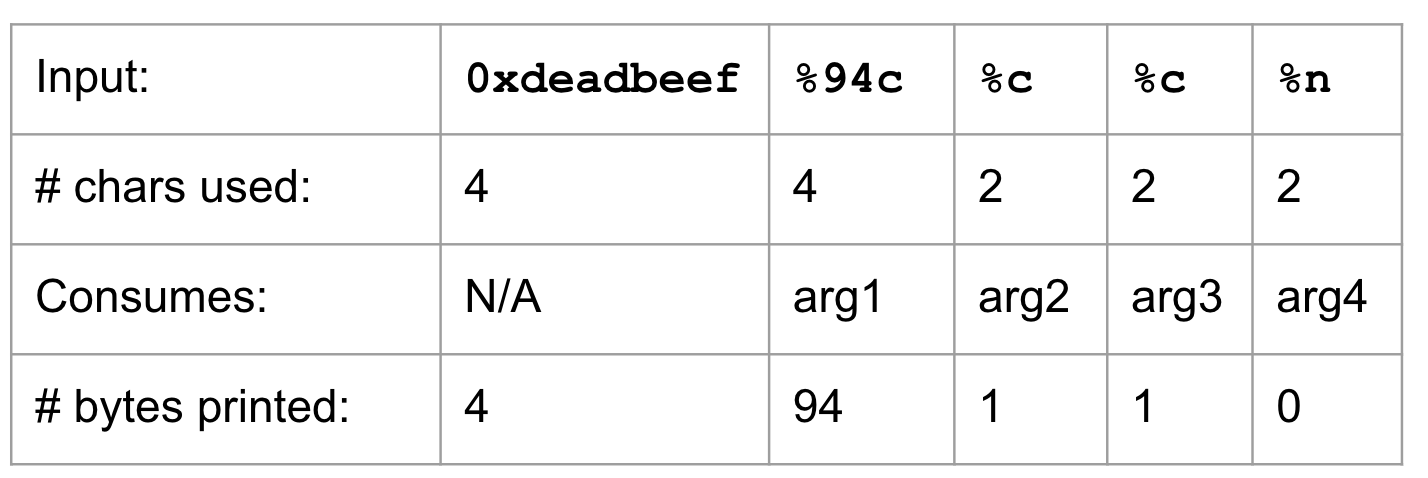 Input: 0xdeadbeef %94c %c %c %n
# chars used: 4 4 2 2 2
Consumes: N/A arg1 arg2 arg3 arg4
# bytes printed: 4 94 1 1 0